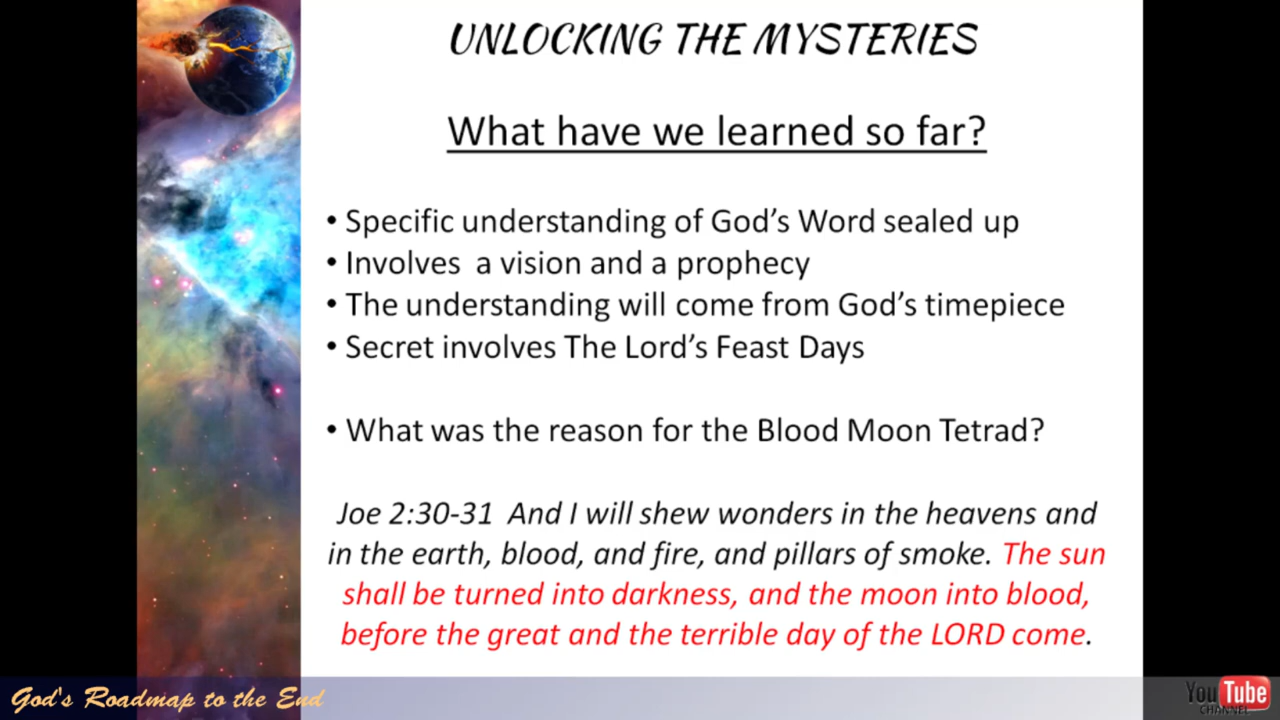 UNLOCKING THE MYSTERIES
What have we learned so far?
• Specific understanding of God's Word sealed up
• Involves  a vision and a prophecy
• The understanding will come from God's timepiece
• Secret involves The Lord's Feast Days
• What was the reason for the Blood Moon Tetrad?
Joe 2:30-31  And I will shew wonders in the heavens and
in the earth, blood, and fire, and pillars of smoke. The sun
shall be turned into darkness, and the moon into blood,
before the great and the terrible day of the LORD come.
God's Roadmap to the End
YouTube
CHANNEL